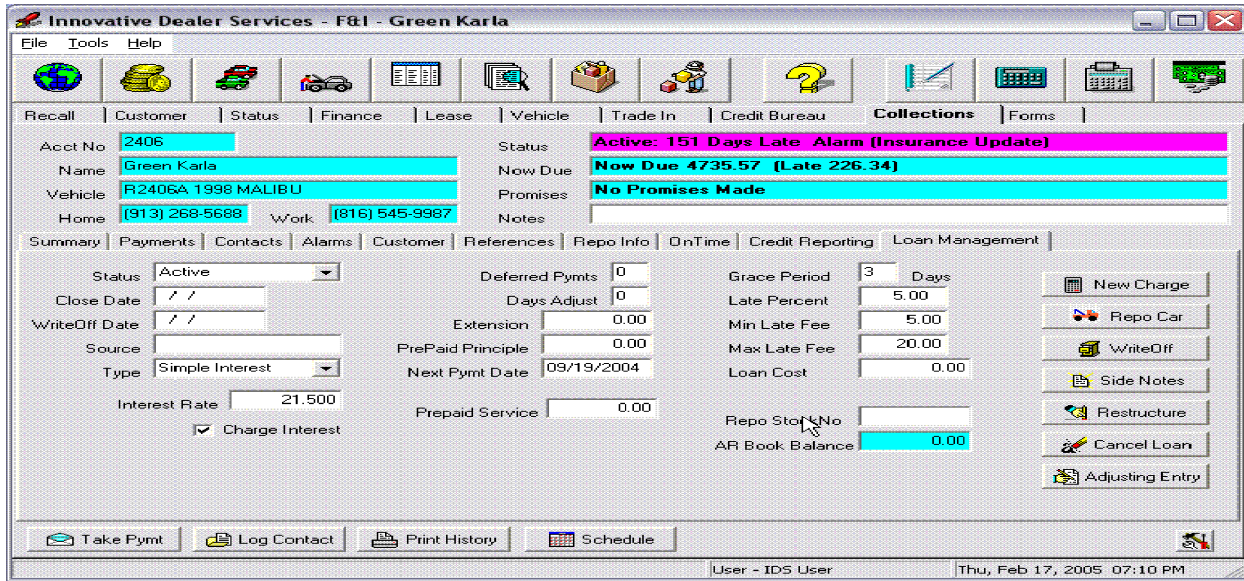 Innovative Dealer Services - F&I - Green Karla
File Tools Help
Recall Customer Status Finance Lease Vehicle Trade In Credit Bureau Collections Forms
Acct No 2406 Status Active: 151 Days Late Alarm (Insurance Update)
Name Green Karla Now Due Now Due 4735.57 (Late 226.34)
Vehicle R2406A 1998 MALIBU Promises No Promises Made
Home (913) 268-5688 Work (816) 545-9987 Notes
Summary Payments Contacts Alarms Customer References Repo Info OnTime Credit Reporting Loan Management
Status Active Deferred Pymts 0 Grace Period 3 Days New Charge
Close Date / / Days Adjust 0 Late Percent 5.00 Repo Car
WriteOff Date / / Extension 0.00 Min Late Fee 5.00 WriteOff
Source PrePaid Principle 0.00 Max Late Fee 20.00
Type Simple Interest Next Pymt Date 09/19/2004 Loan Cost 0.00 Side Notes
Interest Rate 21.500 Prepaid Service 0.00 Repo StockNo Restructure
Charge Interest AR Book Balance 0.00 Cancel Loan
Adjusting Entry
Take Pymt Log Contact Print History Schedule
User - IDS User Thu, Feb 17, 2005 07:10 PM